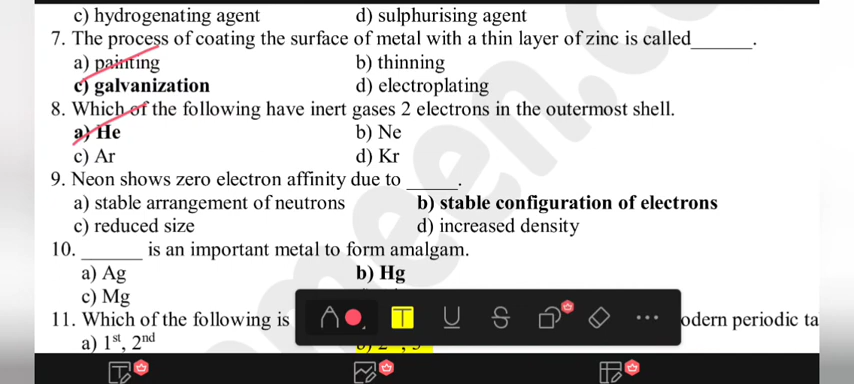 c) hydrogenating agent d) sulphurising agent
7. The process of coating the surface of metal with a thin layer of zinc is called______.
a) painting b) thinning
c) galvanization d) electroplating
8. Which of the following have inert gases 2 electrons in the outermost shell.
a) He b) Ne
c) Ar d) Kr
9. Neon shows zero electron affinity due to ______.
a) stable arrangement of neutrons b) stable configuration of electrons
c) reduced size d) increased density
10. ______ is an important metal to form amalgam.
a) Ag b) Hg
c) Mg
11. Which of the following is odern periodic ta
a) 1st, 2nd